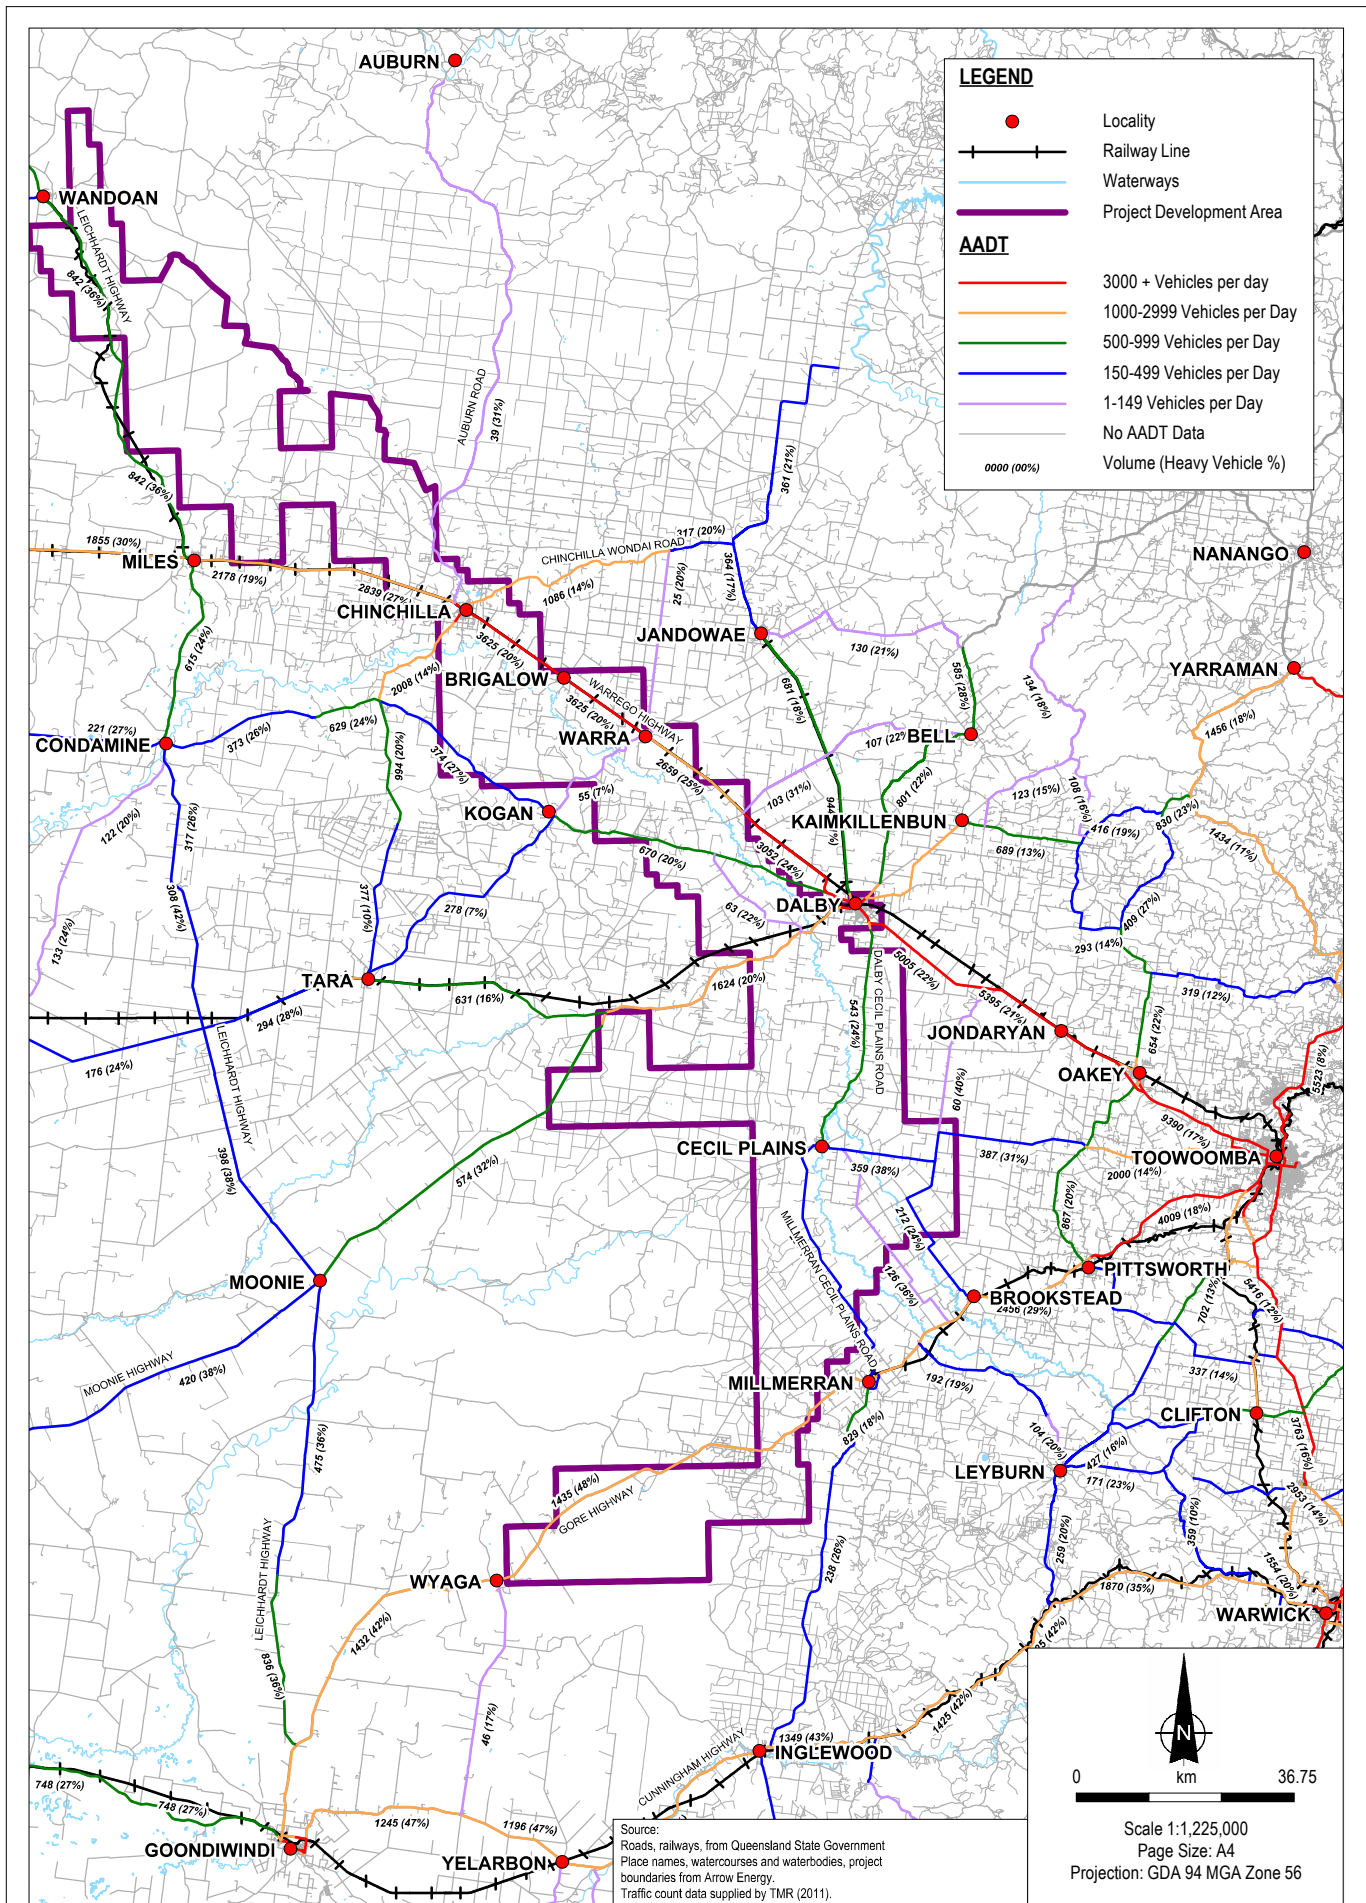 AUBURN
LEGEND
Locality
Railway Line
Waterways
Project Development Area
AADT
3000 + Vehicles per day
1000-2999 Vehicles per Day
500-999 Vehicles per Day
150-499 Vehicles per Day
1-149 Vehicles per Day
No AADT Data
0000 (00%)
Volume (Heavy Vehicle %)
WANDOAN
LEICHHARDT HIGHWAY
842 (36%)
AUBURN ROAD
39 (31%)
842 (36%)
361 (21%)
1855 (30%)
MILES
2178 (19%)
2839 (27%)
CHINCHILLA
CHINCHILLA WONDAI ROAD
317 (20%)
1086 (14%)
25 (20%)
364 (17%)
NANANGO
JANDOWAE
130 (21%)
585 (28%)
134 (18%)
YARRAMAN
1456 (18%)
615 (24%)
3625 (20%)
BRIGALOW
2008 (14%)
3625 (20%)
WARREGO HIGHWAY
WARRA
681 (18%)
107 (22%)
BELL
221 (27%)
CONDAMINE
373 (26%)
629 (24%)
994 (20%)
374 (27%)
2659 (25%)
55 (7%)
103 (31%)
801 (22%)
944
KOGAN
KAIMKILLENBUN
123 (15%)
108 (16%)
416 (19%)
830 (23%)
1434 (11%)
122 (20%)
317 (26%)
670 (20%)
3052 (24%)
689 (13%)
308 (42%)
377 (10%)
278 (7%)
63 (22%)
DALBY
409 (27%)
293 (14%)
133 (24%)
TARA
631 (16%)
1624 (20%)
5005 (22%)
DALBY CECIL PLAINS ROAD
5395 (21%)
319 (12%)
294 (28%)
543 (24%)
JONDARYAN
654 (22%)
176 (24%)
LEICHHARDT HIGHWAY
OAKEY
60 (40%)
5523 (8%)
9390 (17%)
CECIL PLAINS
359 (38%)
387 (31%)
TOOWOOMBA
2000 (14%)
398 (38%)
574 (32%)
867 (20%)
4009 (18%)
212 (24%)
MILLMERRAN CECIL PLAINS ROAD
126 (36%)
MOONIE
PITTSWORTH
BROOKSTEAD
2456 (29%)
702 (13%)
5416 (12%)
MOONIE HIGHWAY
420 (38%)
MILLMERRAN
192 (19%)
337 (14%)
829 (18%)
CLIFTON
475 (36%)
104 (20%)
427 (16%)
3763 (16%)
LEYBURN
171 (23%)
2953 (14%)
1435 (48%)
GORE HIGHWAY
359 (10%)
259 (20%)
238 (26%)
LEICHHARDT HIGHWAY
WYAGA
1554 (20%)
1870 (35%)
WARWICK
1432 (42%)
(42%)
836 (36%)
46 (17%)
1425 (42%)
1349 (43%)
INGLEWOOD
CUNNINGHAM HIGHWAY
748 (27%)
748 (27%)
GOONDIWINDI
1245 (47%)
1196 (47%)
YELARBON
Source:
Roads, railways, from Queensland State Government
Place names, watercourses and waterbodies, project
boundaries from Arrow Energy.
Traffic count data supplied by TMR (2011).
N
0 km 36.75
Scale 1:1,225,000
Page Size: A4
Projection: GDA 94 MGA Zone 56